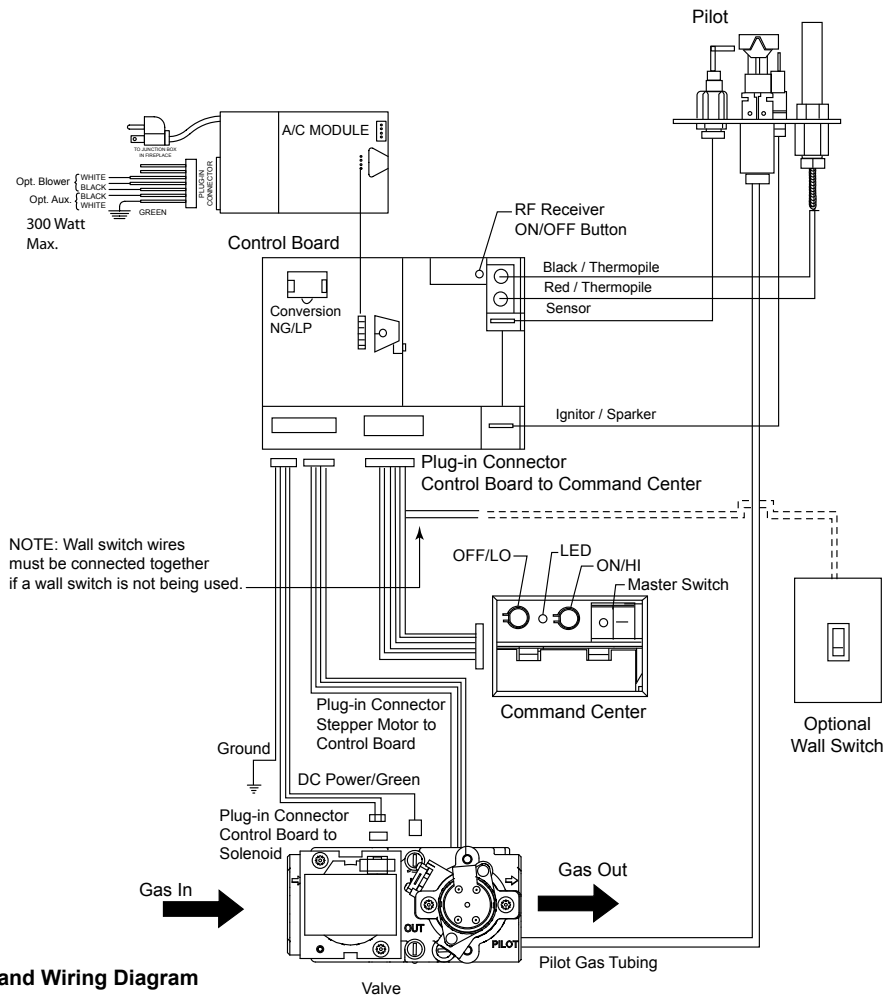 Pilot
A/C MODULE
TO JUNCTION BOX
IN FIREPLACE
PLUG-IN
CONNECTOR
Opt. Blower
WHITE
BLACK
Opt. Aux.
BLACK
WHITE
GREEN
300 Watt
Max.
Control Board
RF Receiver
ON/OFF Button
Black / Thermopile
Red / Thermopile
Sensor
Conversion
NG/LP
Ignitor / Sparker
Plug-in Connector
Control Board to Command Center
NOTE: Wall switch wires
must be connected together
if a wall switch is not being used.
OFF/LO
LED
ON/HI
Master Switch
Command Center
Optional
Wall Switch
Plug-in Connector
Stepper Motor to
Control Board
Ground
DC Power/Green
Plug-in Connector
Control Board to
Solenoid
Gas In
Gas Out
OUT
PILOT
Pilot Gas Tubing
and Wiring Diagram
Valve